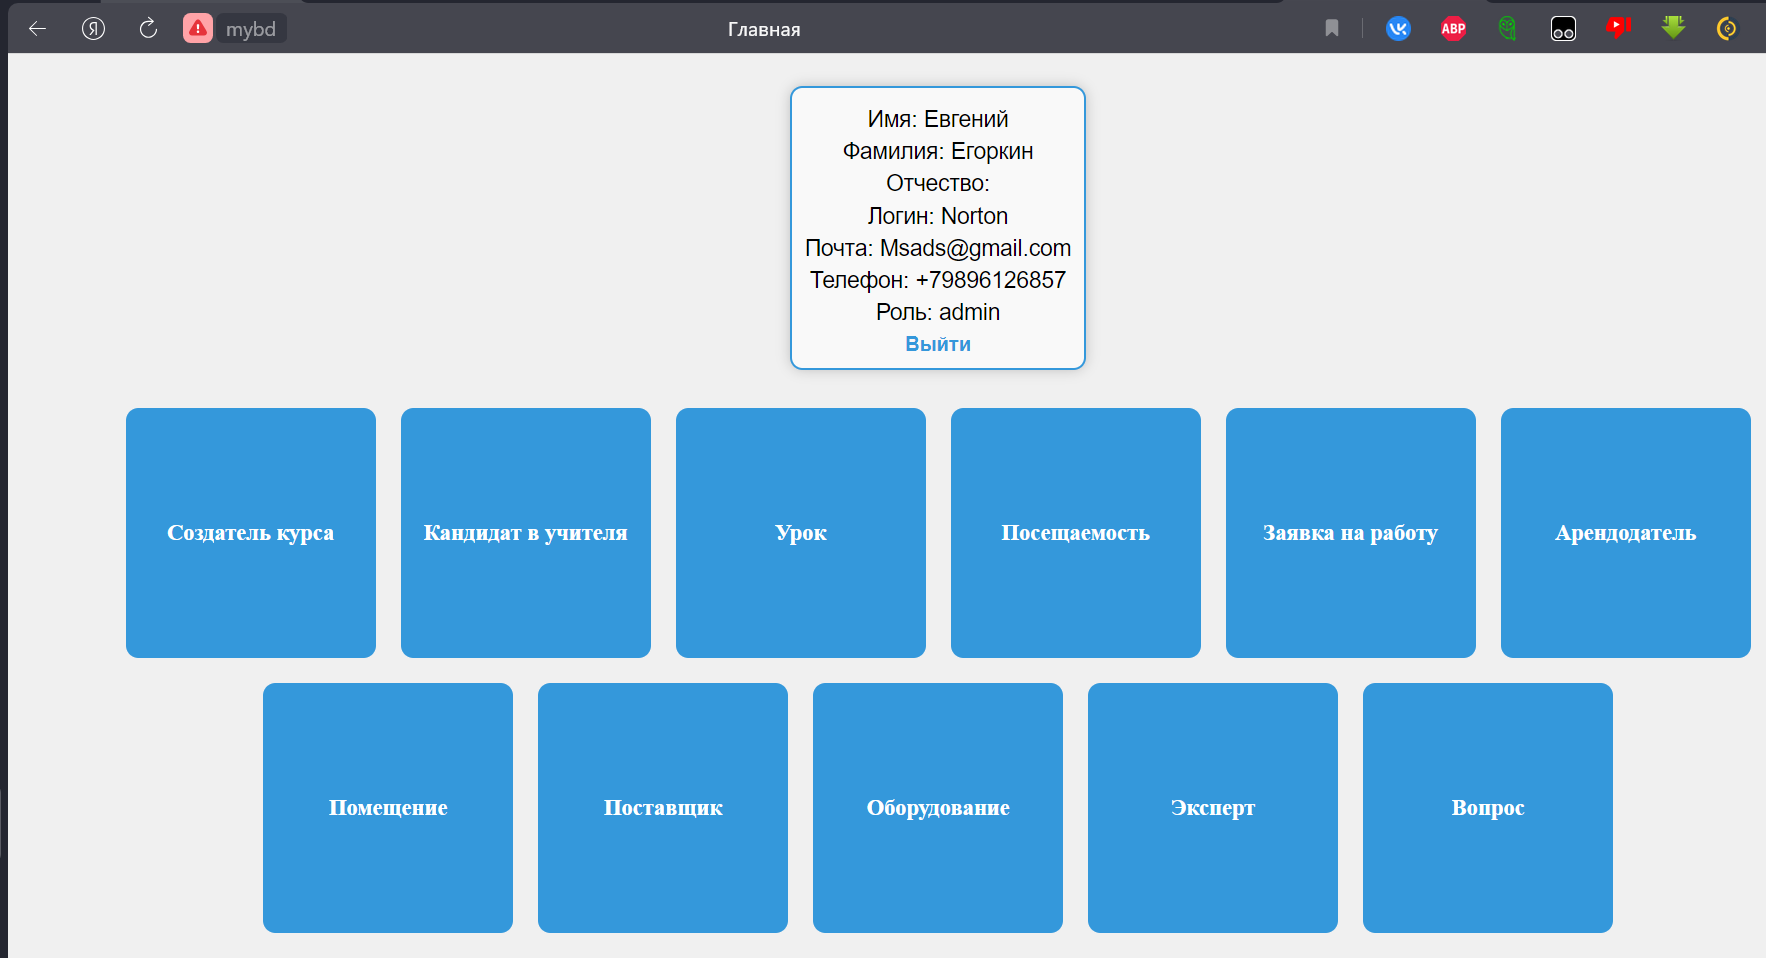 mybd
Главная
ABP
Имя: Евгений
Фамилия: Егоркин
Отчество:
Логин: Norton
Почта: Msads@gmail.com
Телефон: +79896126857
Роль: admin
Выйти
Создатель курса
Кандидат в учителя
Урок
Посещаемость
Заявка на работу
Арендодатель
Помещение
Поставщик
Оборудование
Эксперт
Вопрос